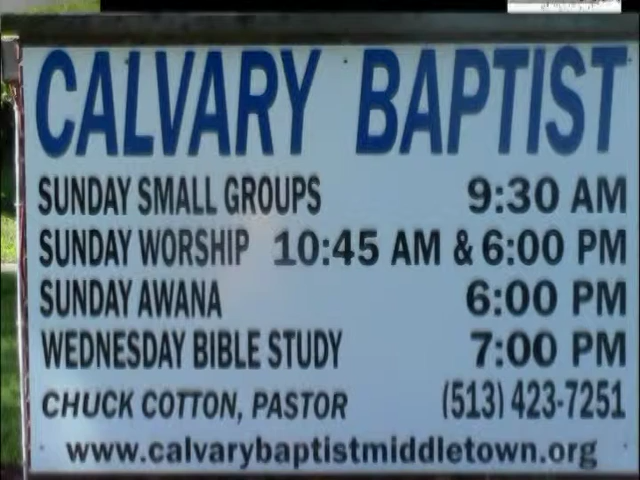 CALVARY BAPTIST
SUNDAY SMALL GROUPS 9:30 AM
SUNDAY WORSHIP 10:45 AM & 6:00 PM
SUNDAY AWANA 6:00 PM
WEDNESDAY BIBLE STUDY 7:00 PM
CHUCK COTTON, PASTOR (513) 423-7251
www.calvarybaptistmiddletown.org